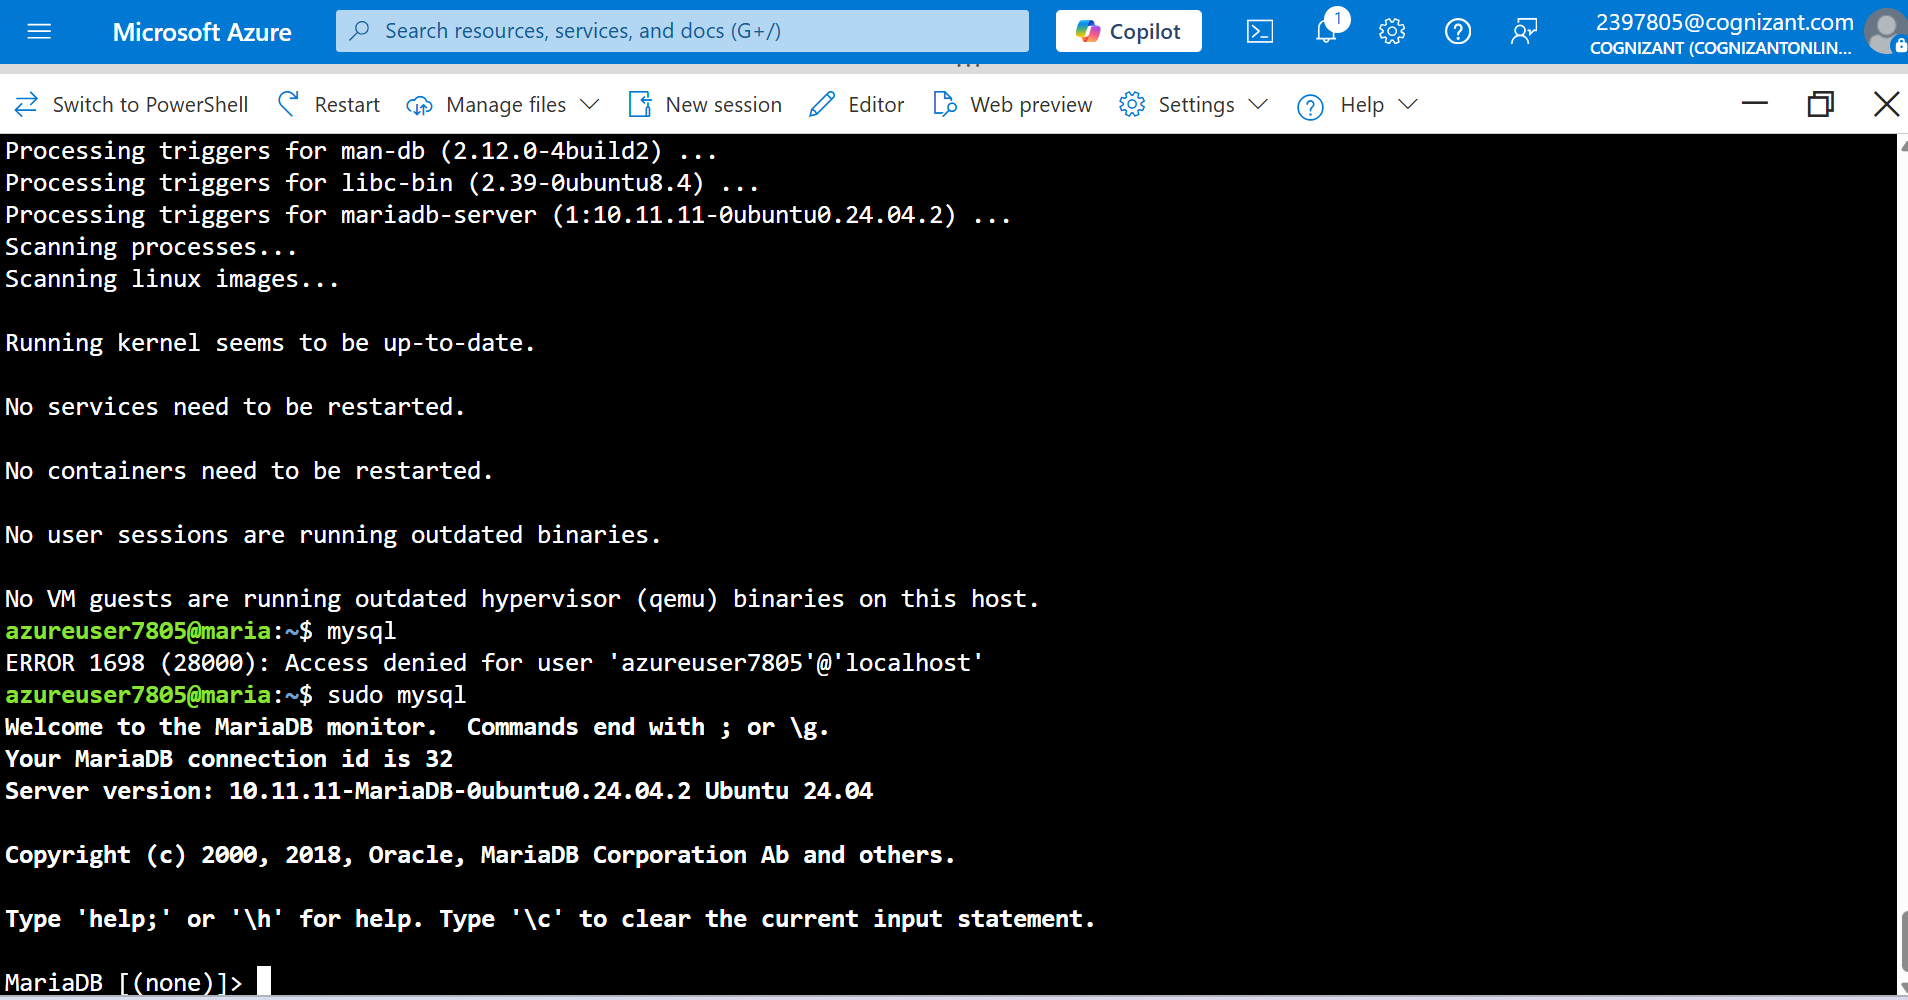 Microsoft Azure
Search resources, services, and docs (G+/)
Copilot
1
2397805@cognizant.com
COGNIZANT (COGNIZANTONLIN...
Switch to PowerShell
Restart
Manage files
New session
Editor
Web preview
Settings
Help
Processing triggers for man-db (2.12.0-4build2) ...
Processing triggers for libc-bin (2.39-0ubuntu8.4) ...
Processing triggers for mariadb-server (1:10.11.11-0ubuntu0.24.04.2) ...
Scanning processes...
Scanning linux images...
Running kernel seems to be up-to-date.
No services need to be restarted.
No containers need to be restarted.
No user sessions are running outdated binaries.
No VM guests are running outdated hypervisor (qemu) binaries on this host.
azureuser7805@maria:~$ mysql
ERROR 1698 (28000): Access denied for user 'azureuser7805'@'localhost'
azureuser7805@maria:~$ sudo mysql
Welcome to the MariaDB monitor.  Commands end with ; or \g.
Your MariaDB connection id is 32
Server version: 10.11.11-MariaDB-0ubuntu0.24.04.2 Ubuntu 24.04
Copyright (c) 2000, 2018, Oracle, MariaDB Corporation Ab and others.
Type 'help;' or '\h' for help. Type '\c' to clear the current input statement.
MariaDB [(none)]>